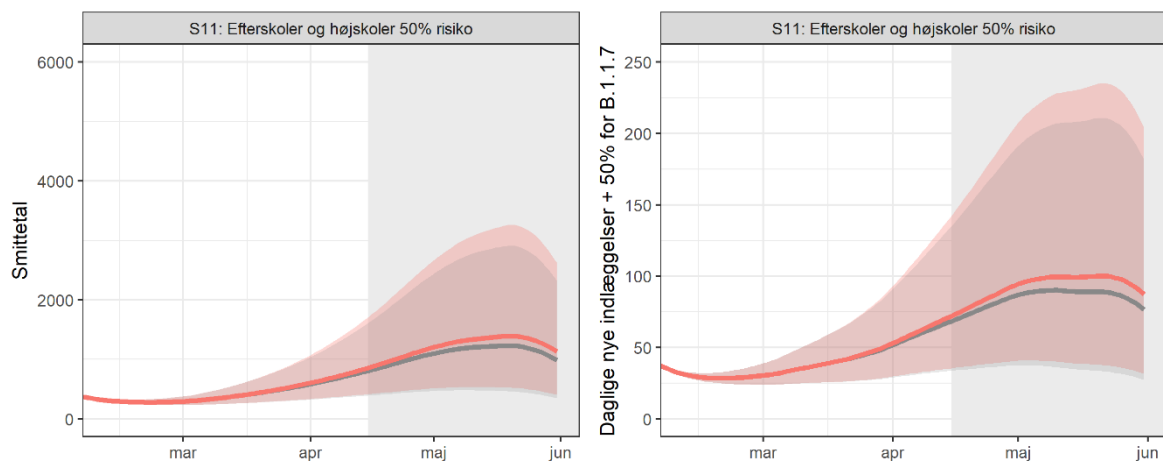 S11: Efterskoler og højskoler 50% risiko
Smittetal
6000
4000
2000
0
mar
apr
maj
jun
S11: Efterskoler og højskoler 50% risiko
Daglige nye indlæggelser + 50% for B.1.1.7
250
200
150
100
50
0
mar
apr
maj
jun